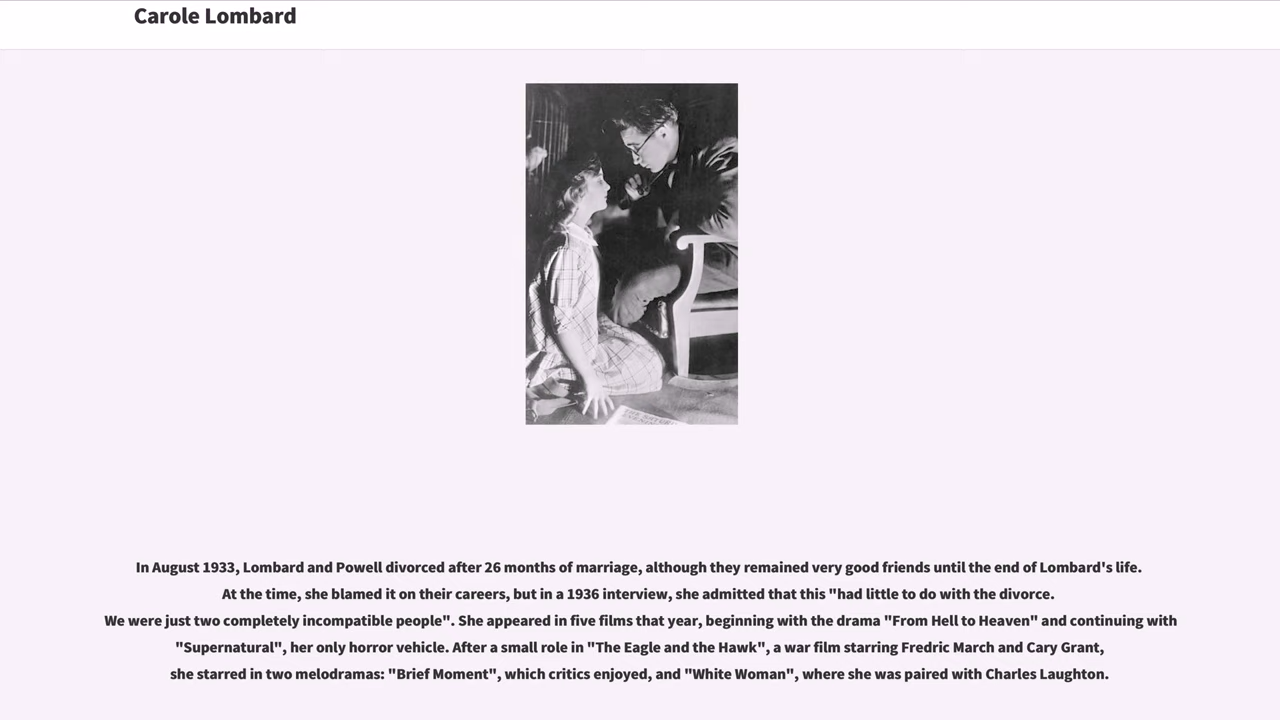 Carole Lombard
In August 1933, Lombard and Powell divorced after 26 months of marriage, although they remained very good friends until the end of Lombard's life.
At the time, she blamed it on their careers, but in a 1936 interview, she admitted that this "had little to do with the divorce.
We were just two completely incompatible people". She appeared in five films that year, beginning with the drama "From Hell to Heaven" and continuing with
"Supernatural", her only horror vehicle. After a small role in "The Eagle and the Hawk", a war film starring Fredric March and Cary Grant,
she starred in two melodramas: "Brief Moment", which critics enjoyed, and "White Woman", where she was paired with Charles Laughton.